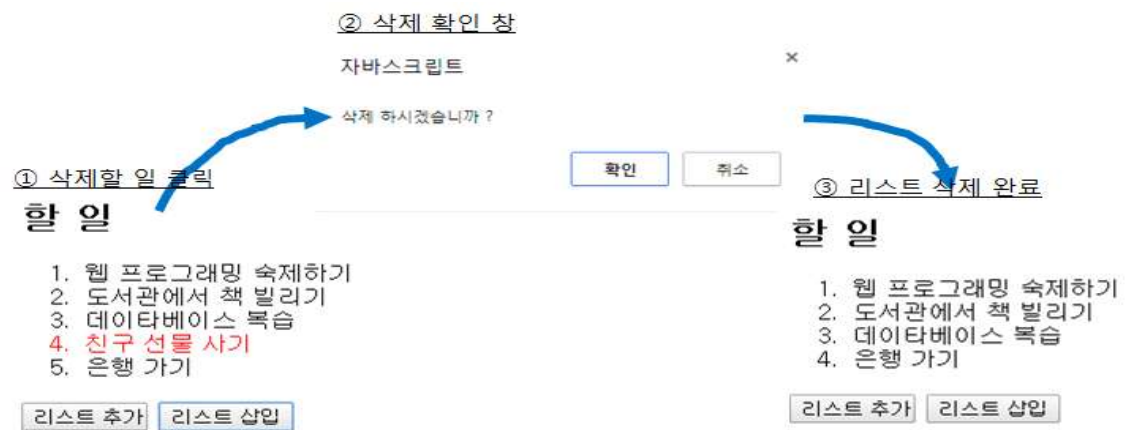 ② 삭제 확인 창
자바스크립트
×
삭제 하시겠습니까 ?
확인
취소
① 삭제할 일 클릭
할 일
1. 웹 프로그래밍 숙제하기
2. 도서관에서 책 빌리기
3. 데이타베이스 복습
4. 친구 선물 사기
5. 은행 가기
리스트 추가
리스트 삽입
③ 리스트 삭제 완료
할 일
1. 웹 프로그래밍 숙제하기
2. 도서관에서 책 빌리기
3. 데이타베이스 복습
4. 은행 가기
리스트 추가
리스트 삽입